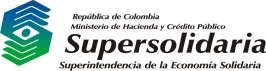 República de Colombia
Ministerio de Hacienda y Crédito Público
Supersolidaria
Superintendencia de la Economía Solidaria